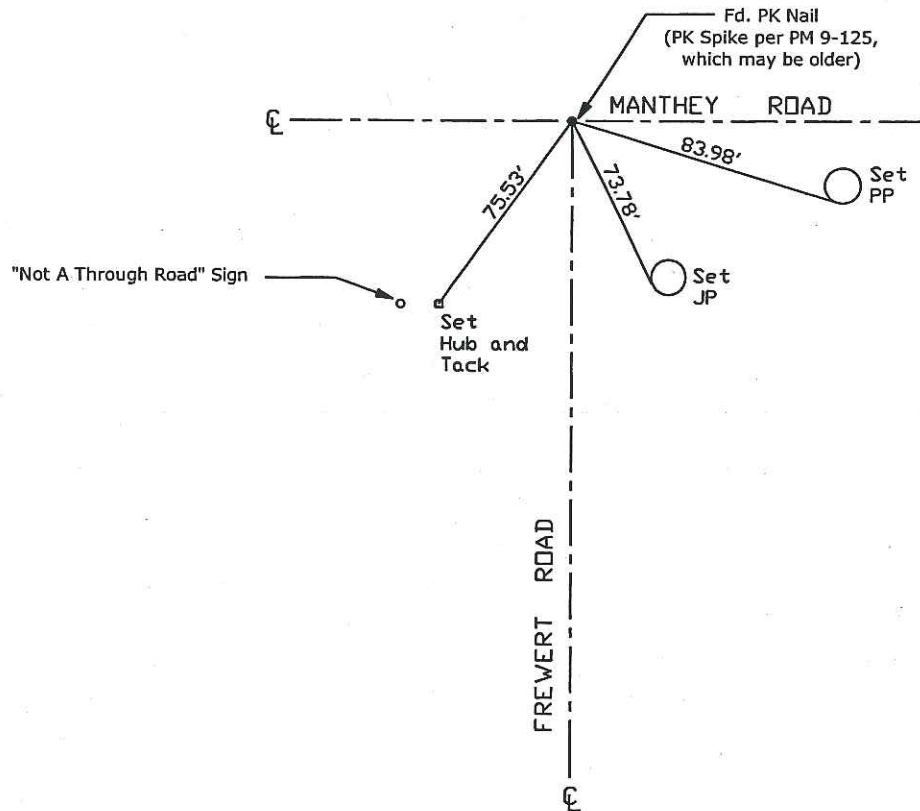 Fd. PK Nail
(PK Spike per PM 9-125,
which may be older)
℄
MANTHEY ROAD
83.98'
Set
PP
75.53'
73.78'
"Not A Through Road" Sign
Set
JP
Set
Hub and
Tack
FREWERT ROAD
℄